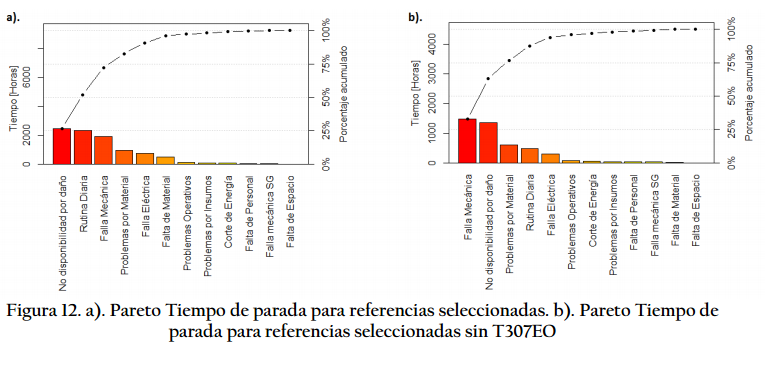 a).
Tiempo [Horas]
2000
6000
0
0%
25%
50%
75%
100%
Porcentaje acumulado
No disponibilidad por daño
Rutina Diaria
Falla Mecánica
Problemas por Material
Falla Eléctrica
Falta de Material
Problemas Operativos
Problemas por Insumos
Corte de Energía
Falta de Personal
Falla mecánica SG
Falta de Espacio
b).
Tiempo [Horas]
0
1000
2000
3000
4000
0%
25%
50%
75%
100%
Porcentaje acumulado
Falla Mecánica
No disponibilidad por daño
Problemas por Material
Rutina Diaria
Falla Eléctrica
Problemas Operativos
Corte de Energía
Problemas por Insumos
Falta de Personal
Falla mecánica SG
Falta de Material
Falta de Espacio
Figura 12. a). Pareto Tiempo de parada para referencias seleccionadas. b). Pareto Tiempo de
parada para referencias seleccionadas sin T307EO